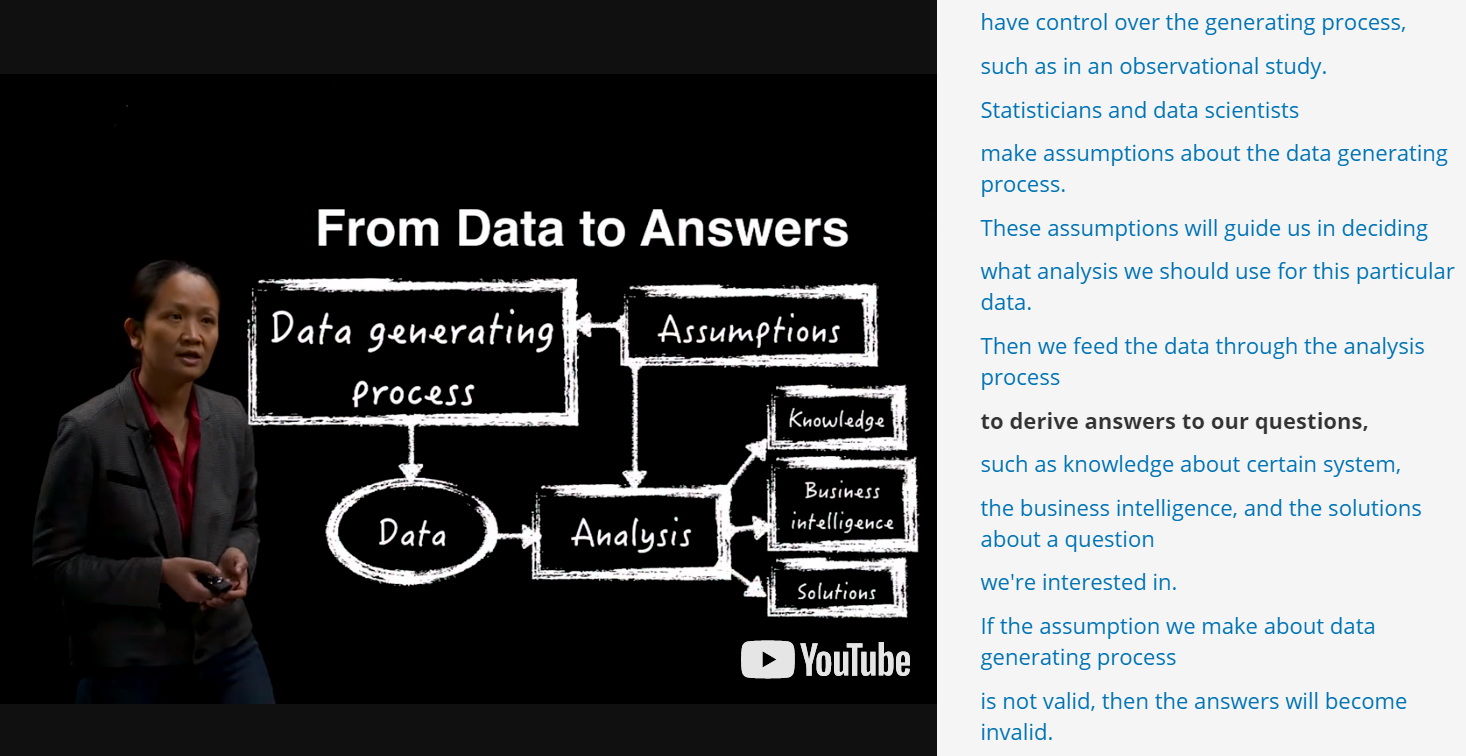 From Data to Answers
Data generating
process
Assumptions
Knowledge
Business
intelligence
Data
Analysis
Solutions
YouTube
have control over the generating process,
such as in an observational study.
Statisticians and data scientists
make assumptions about the data generating
process.
These assumptions will guide us in deciding
what analysis we should use for this particular
data.
Then we feed the data through the analysis
process
to derive answers to our questions,
such as knowledge about certain system,
the business intelligence, and the solutions
about a question
we're interested in.
If the assumption we make about data
generating process
is not valid, then the answers will become
invalid.